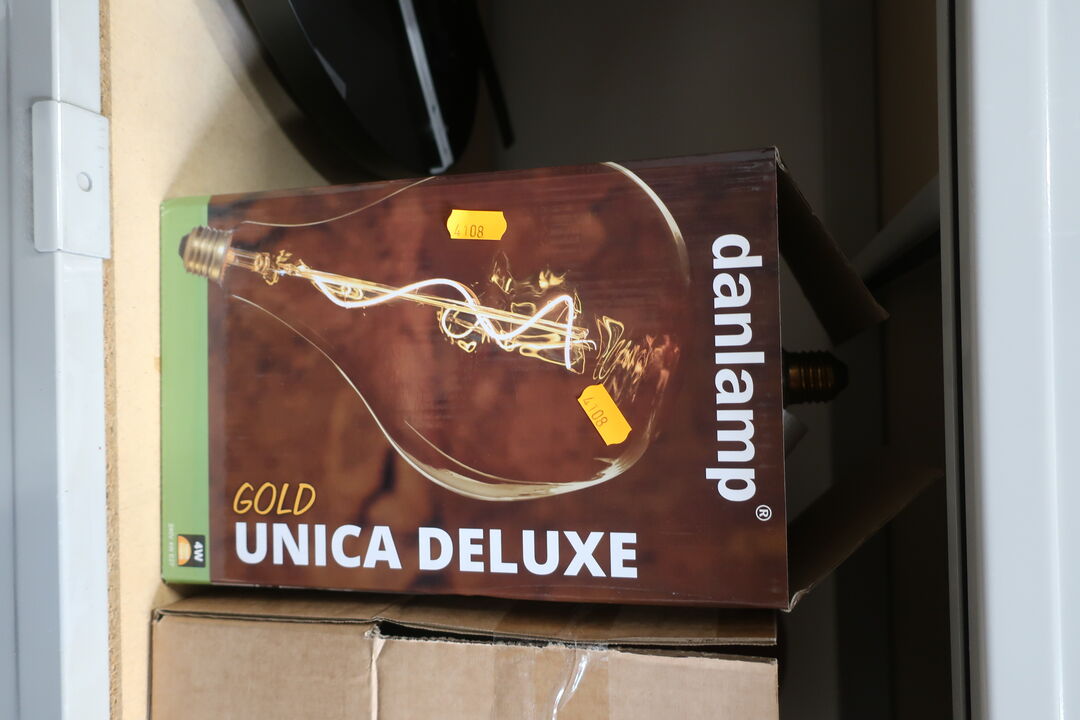 danlamp®
4108
4108
GOLD
UNICA DELUXE
4W